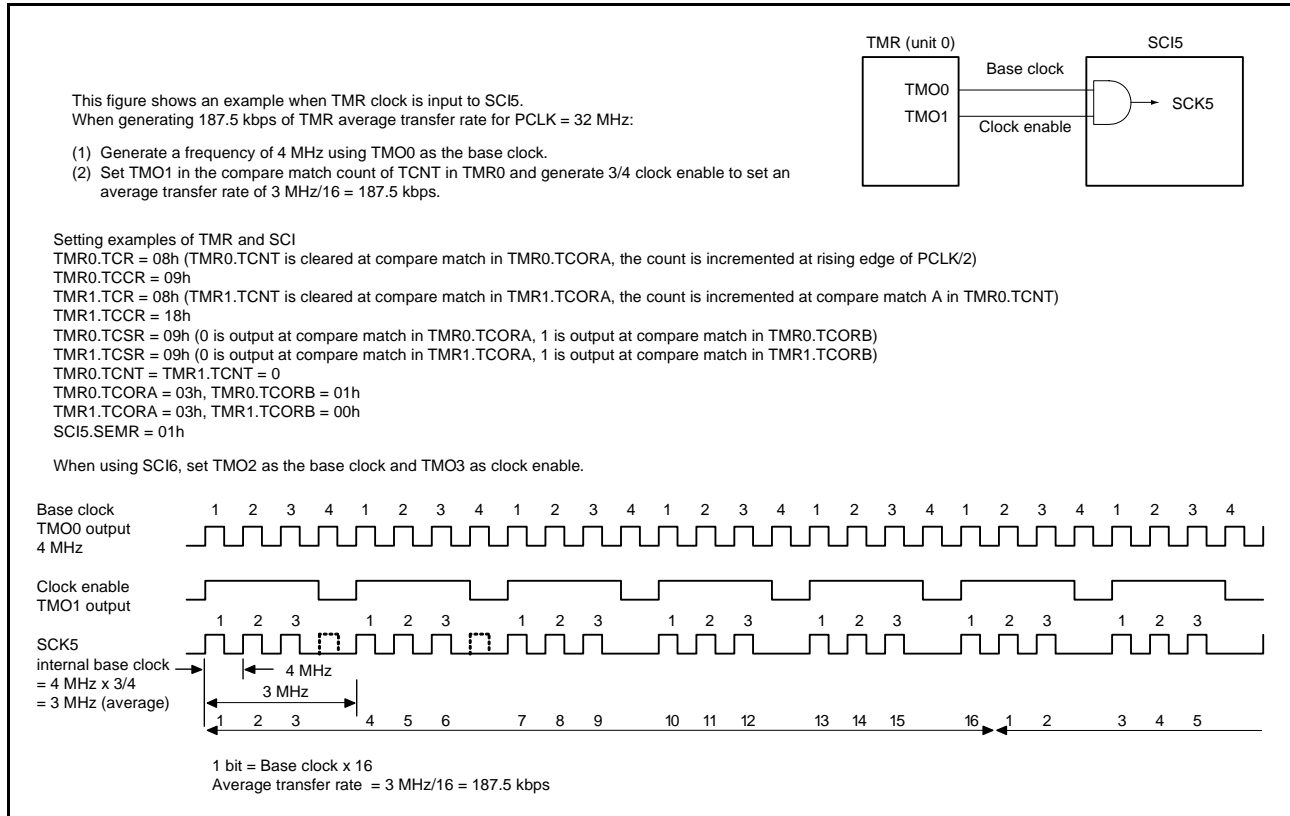 TMR (unit 0)
SCI5
Base clock
TMO0
TMO1
SCK5
Clock enable
This figure shows an example when TMR clock is input to SCI5.
When generating 187.5 kbps of TMR average transfer rate for PCLK = 32 MHz:
(1) Generate a frequency of 4 MHz using TMO0 as the base clock.
(2) Set TMO1 in the compare match count of TCNT in TMR0 and generate 3/4 clock enable to set an
average transfer rate of 3 MHz/16 = 187.5 kbps.
Setting examples of TMR and SCI
TMR0.TCR = 08h (TMR0.TCNT is cleared at compare match in TMR0.TCORA, the count is incremented at rising edge of PCLK/2)
TMR0.TCCR = 09h
TMR1.TCR = 08h (TMR1.TCNT is cleared at compare match in TMR1.TCORA, the count is incremented at compare match A in TMR0.TCNT)
TMR1.TCCR = 18h
TMR0.TCSR = 09h (0 is output at compare match in TMR0.TCORA, 1 is output at compare match in TMR0.TCORB)
TMR1.TCSR = 09h (0 is output at compare match in TMR1.TCORA, 1 is output at compare match in TMR1.TCORB)
TMR0.TCNT = TMR1.TCNT = 0
TMR0.TCORA = 03h, TMR0.TCORB = 01h
TMR1.TCORA = 03h, TMR1.TCORB = 00h
SCI5.SEMR = 01h
When using SCI6, set TMO2 as the base clock and TMO3 as clock enable.
Base clock
TMO0 output
4 MHz
1 2 3 4 1 2 3 4 1 2 3 4 1 2 3 4 1 2 3 4 1 2 3 4 1 2 3 4
Clock enable
TMO1 output
1 2 3 1 2 3 1 2 3 1 2 3 1 2 3 1 2 3 1 2 3
SCK5
internal base clock
= 4 MHz x 3/4
= 3 MHz (average)
4 MHz
3 MHz
1 2 3 4 5 6 7 8 9 10 11 12 13 14 15 16 1 2 3 4 5
1 bit = Base clock x 16
Average transfer rate = 3 MHz/16 = 187.5 kbps